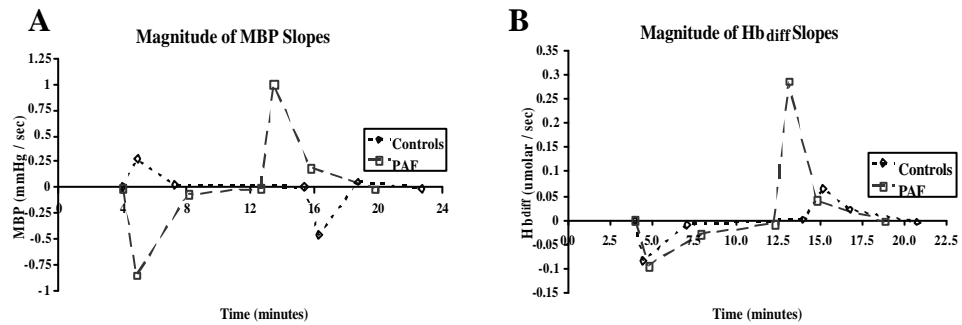 A
Magnitude of MBP Slopes
MBP (mmHg / sec)
1
0.75
0.5
0.25
0
-0.25
-0.5
-0.75
-1
0 4 8 12 16 20 24
Controls
PAF
Time (minutes)
B
Magnitude of Hbdiff Slopes
Hbdiff (umolar / sec)
0.35
0.3
0.25
0.2
0.15
0.1
0.05
0
-0.05
-0.1
-0.15
0.0 2.5 5.0 7.5 10.0 12.5 15.0 17.5 20.0 22.5
Controls
PAF
Time (minutes)